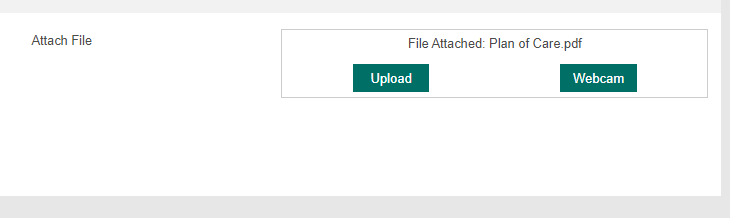 Attach File
File Attached: Plan of Care.pdf
Upload
Webcam